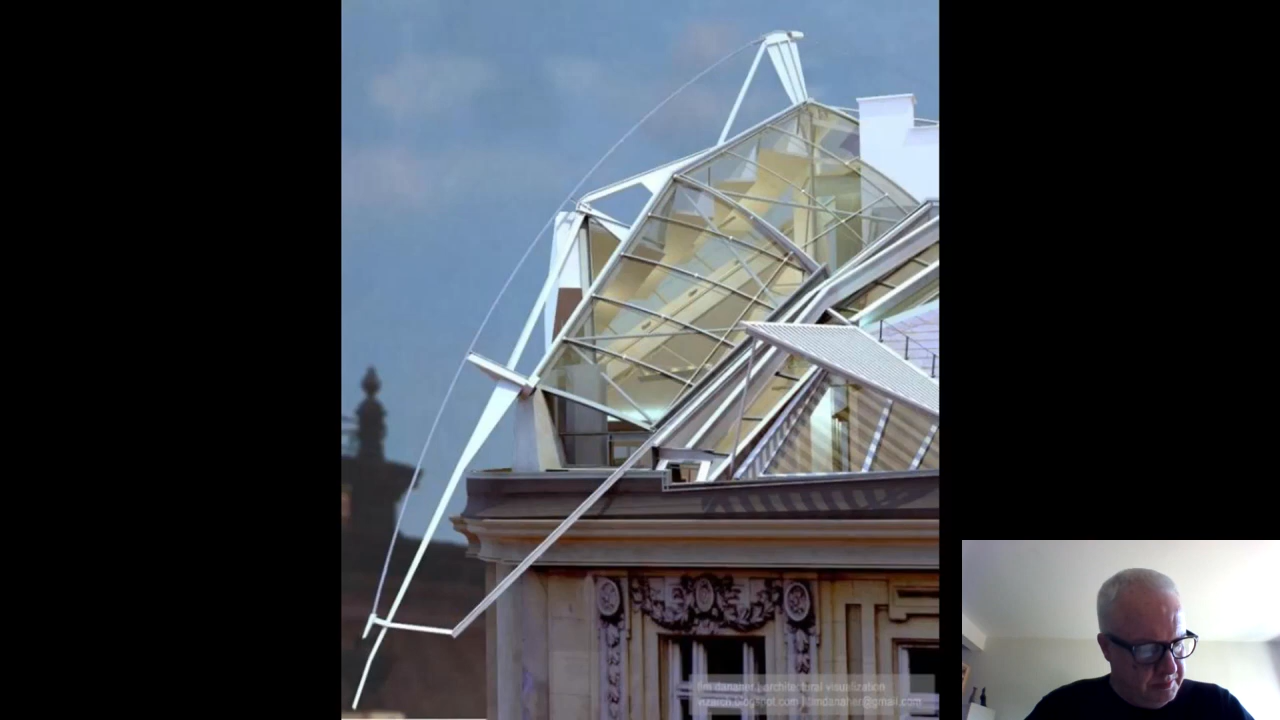 tim danaher | architectural visualization
vizarch.blogspot.com | timdanaher@gmail.com